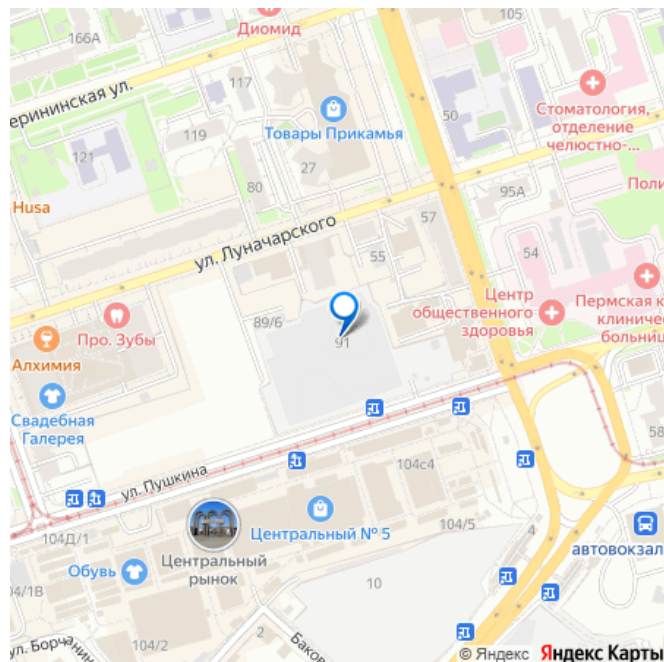 105
166А
Диомид
117
ерининская ул.
Товары Прикамья
50
Стоматология,
отделение
челюстно-...
119
121
27
80
Поли
95А
Husa
57
ул. Луначарского
55
54
Центр
общественного
здоровья
Пермская к
клиничес
больниц
89/6
91
Про. Зубы
Алхимия
Свадебная
Галерея
58
ул. Пушкина
104с4
104Д/1
Центральный № 5
104/5
4
автовокзал
Центральный
рынок
Обувь
04/1В
10
2
104/2
ул. Борчанин
Баков
© Яндекс Яндекс Карты